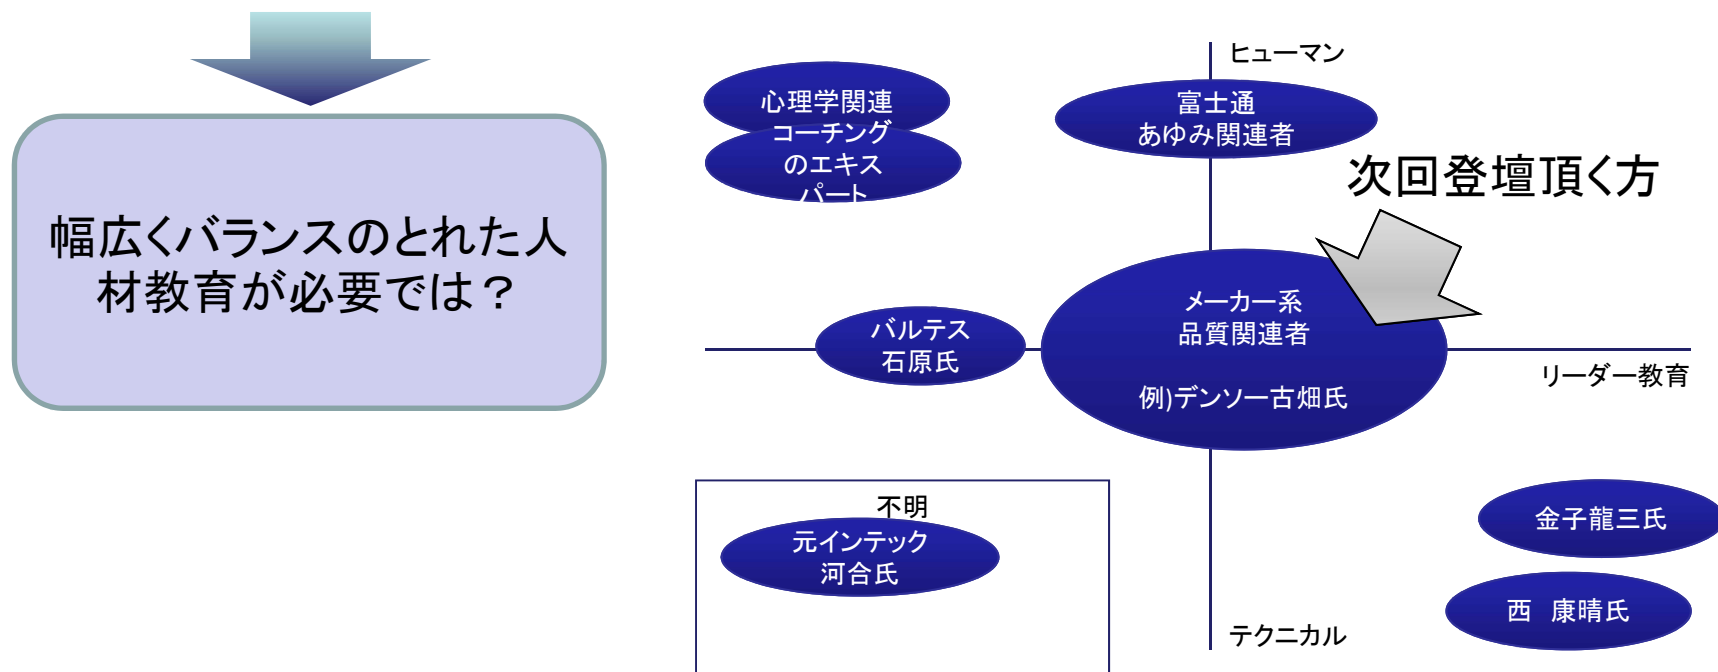 幅広くバランスのとれた人
材教育が必要では？
ヒューマン
心理学関連
コーチング
のエキス
パート
富士通
あゆみ関連者
次回登壇頂く方
メーカー系
品質関連者
例)デンソー古畑氏
バルテス
石原氏
リーダー教育
不明
元インテック
河合氏
金子龍三氏
西　康晴氏
テクニカル